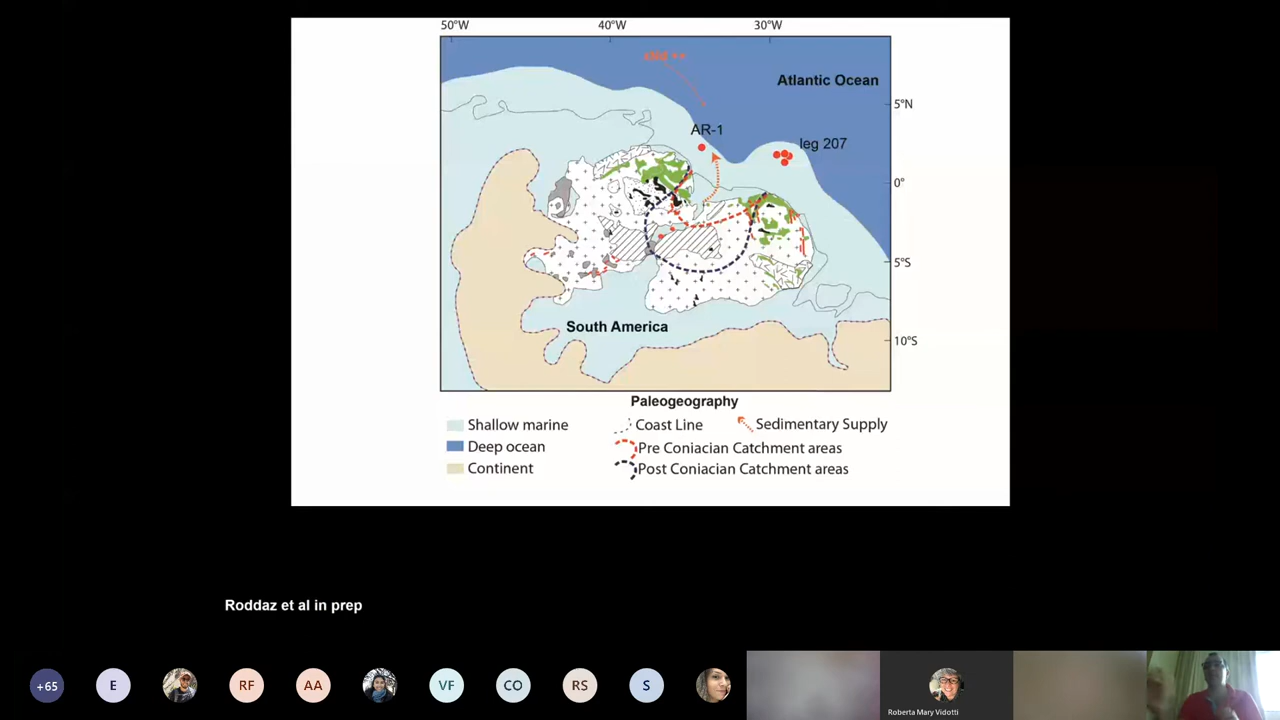 50°W 40°W 30°W
Atlantic Ocean
5°N
AR-1
leg 207
0°
5°S
South America
10°S
Paleogeography
Shallow marine
Coast Line
Sedimentary Supply
Deep ocean
Pre Coniacian Catchment areas
Continent
Post Coniacian Catchment areas
Roddaz et al in prep
+65 E RF AA VF CO RS S
Roberta Mary Vidotti